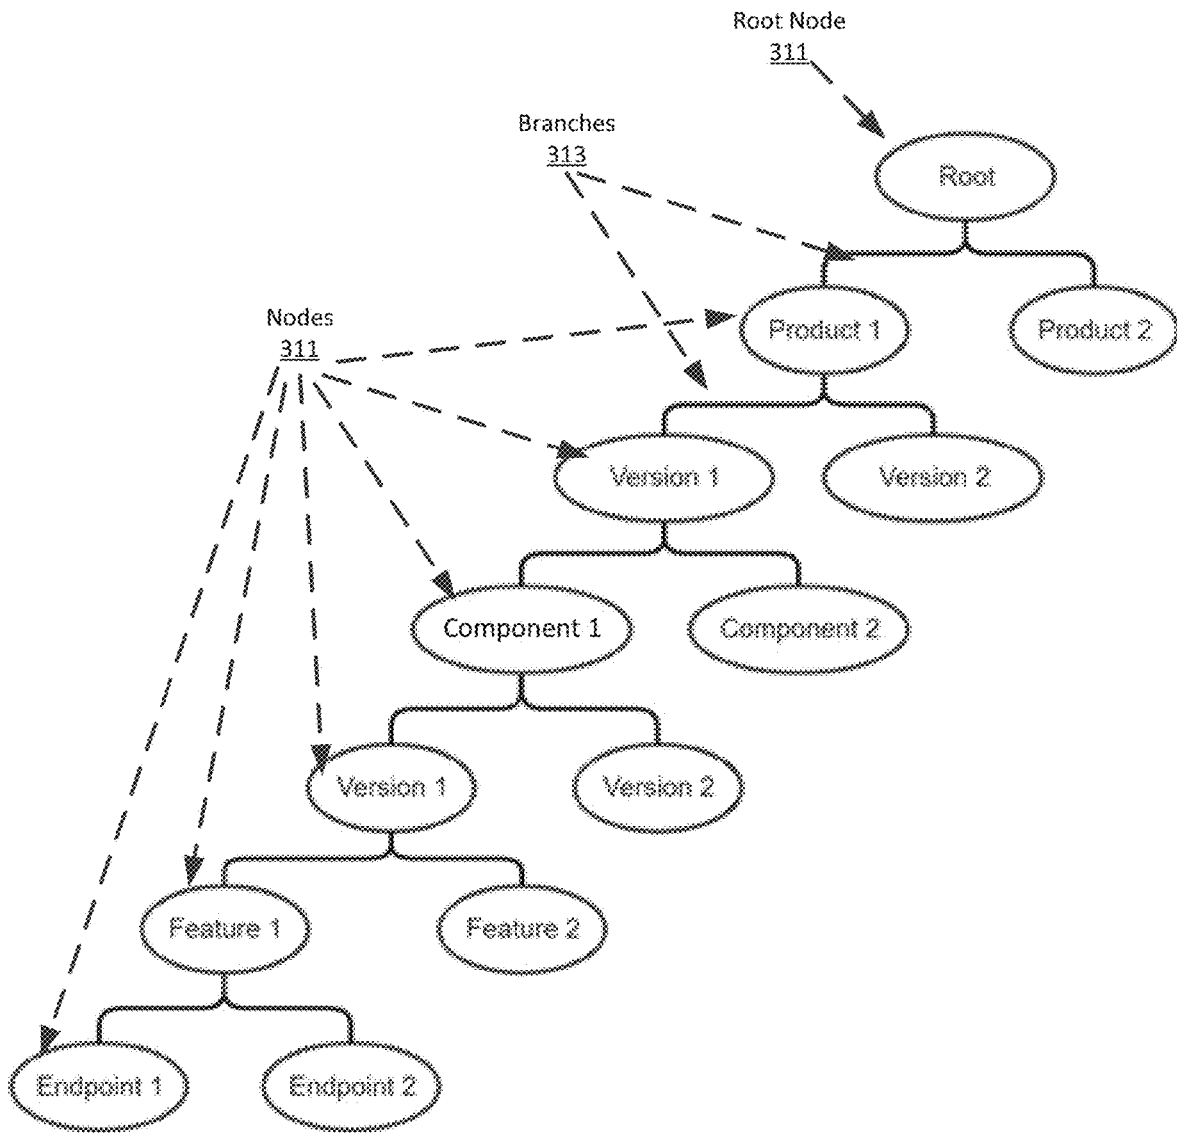 Root Node
311
Branches
313
Root
Nodes
311
Product 1
Product 2
Version 1
Version 2
Component 1
Component 2
Version 1
Version 2
Feature 1
Feature 2
Endpoint 1
Endpoint 2